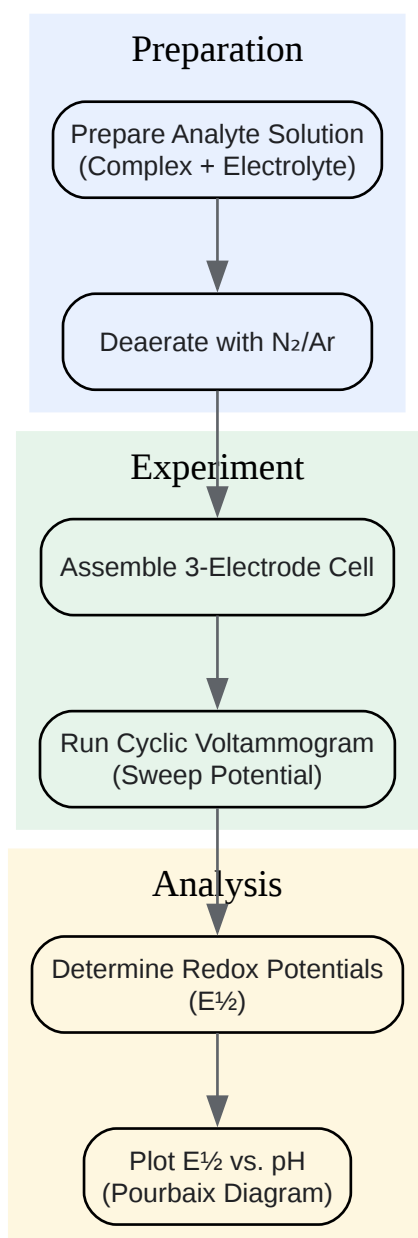 Preparation
Prepare Analyte Solution
(Complex + Electrolyte)
Deaerate with N₂/Ar
Experiment
Assemble 3-Electrode Cell
Run Cyclic Voltammogram
(Sweep Potential)
Analysis
Determine Redox Potentials
(E½)
Plot E½ vs. pH
(Pourbaix Diagram)